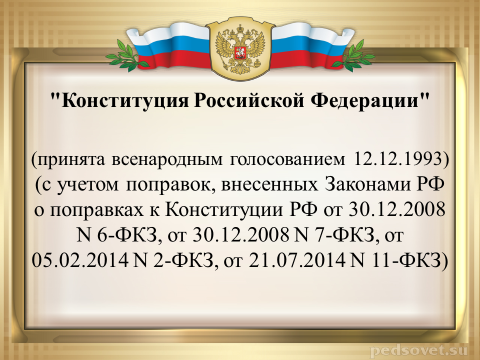 "Конституция Российской Федерации"
(принята всенародным голосованием 12.12.1993)
(с учетом поправок, внесенных Законами РФ
о поправках к Конституции РФ от 30.12.2008
N 6-ФКЗ, от 30.12.2008 N 7-ФКЗ, от
05.02.2014 N 2-ФКЗ, от 21.07.2014 N 11-ФКЗ)
pedsovet.su